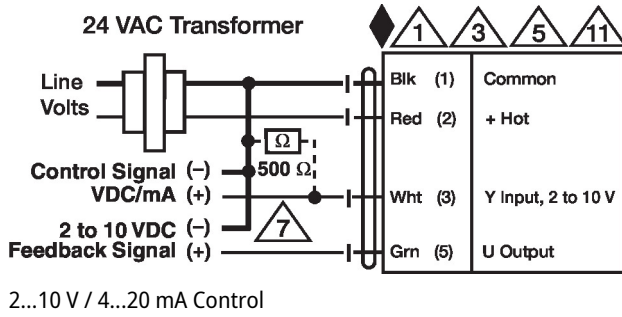 24 VAC Transformer
1 3 5 11
Line
Volts
Blk (1) Common
Red (2) + Hot
Ω
500 Ω
Control Signal (–)
VDC/mA (+)
Wht (3) Y Input, 2 to 10 V
7
2 to 10 VDC (–)
Feedback Signal (+)
Grn (5) U Output
2...10 V / 4...20 mA Control